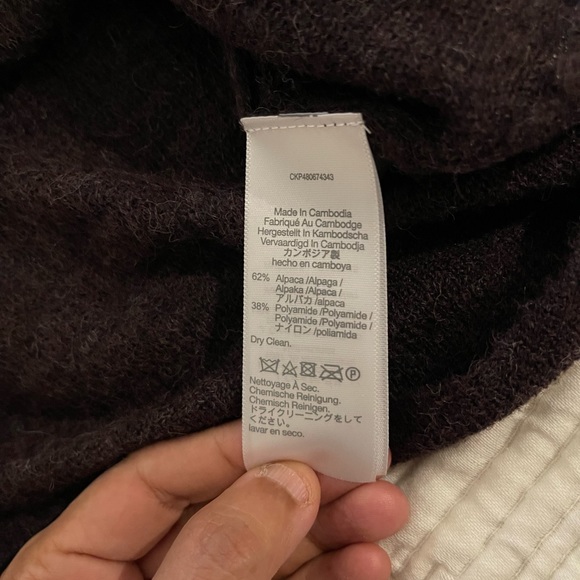 CKP480674343
Made In Cambodia
Fabriqué Au Cambodge
Hergestellt In Kambodscha
Vervaardigd In Cambodja
カンボジア製
hecho en camboya
62% Alpaca /Alpaga /
Alpaka /Alpaca /
アルパカ /alpaca
38% Polyamide /Polyamide /
Polyamide /Polyamide /
ナイロン /poliamida
Dry Clean.
P
Nettoyage À Sec.
Chemische Reinigung.
Chemisch Reinigen.
ドライクリーニングをして
ください。
lavar en seco.